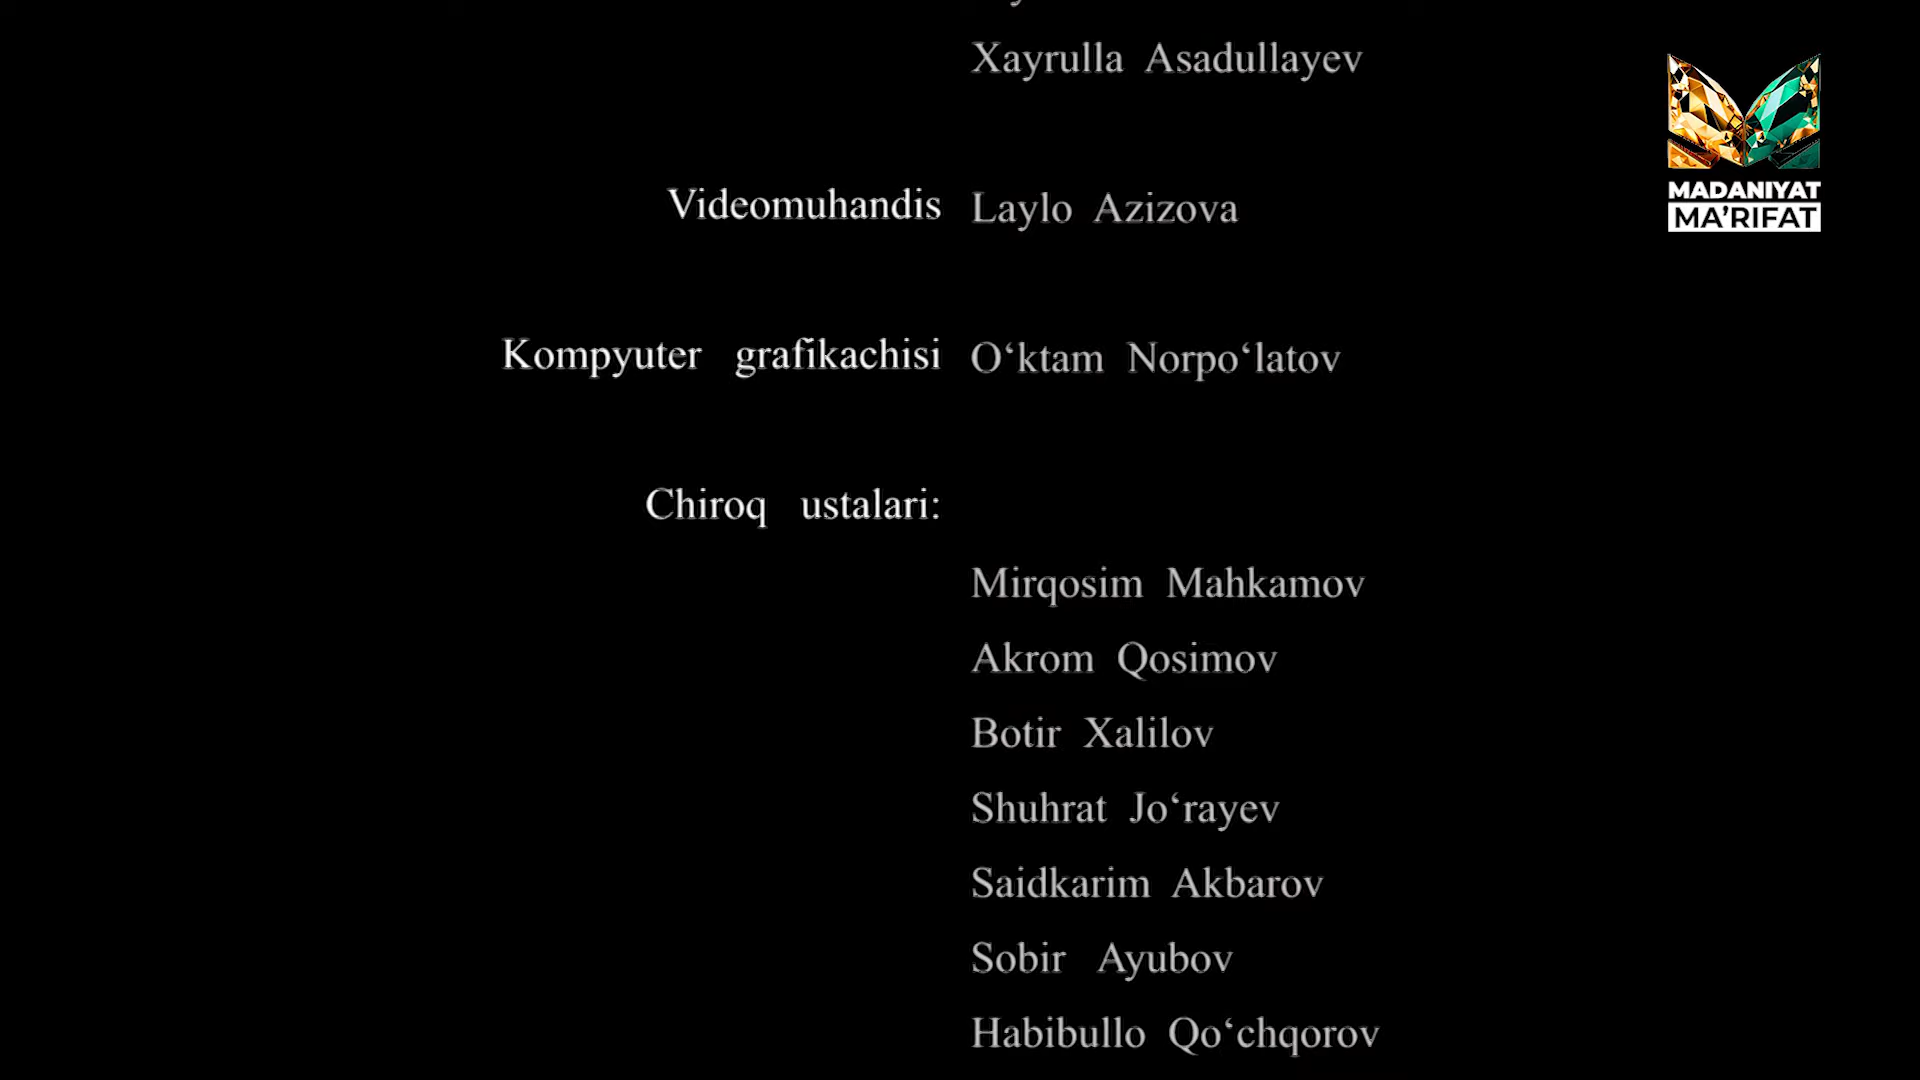 Xayrulla Asadullayev
Videomuhandis Laylo Azizova
Kompyuter grafikachisi O‘ktam Norpo‘latov
Chiroq ustalari:
Mirqosim Mahkamov
Akrom Qosimov
Botir Xalilov
Shuhrat Jo‘rayev
Saidkarim Akbarov
Sobir Ayubov
Habibullo Qo‘chqorov
MADANIYAT
MA’RIFAT